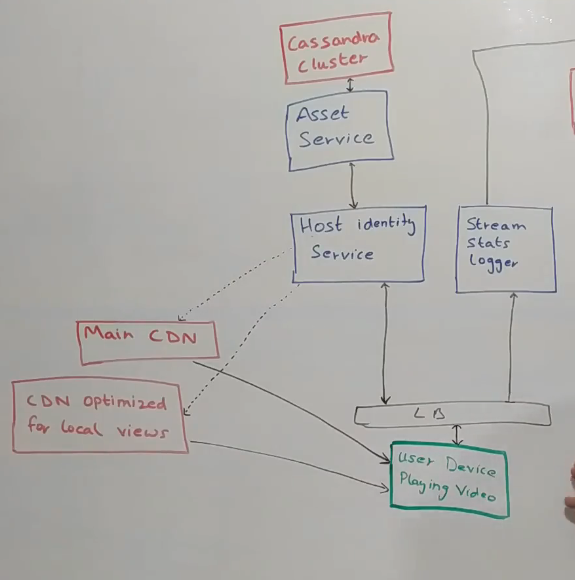 Cassandra
Cluster
Asset
Service
Host identity
Service
Stream
Stats
Logger
Main CDN
CDN optimized
for local views
LB
User Device
Playing Video